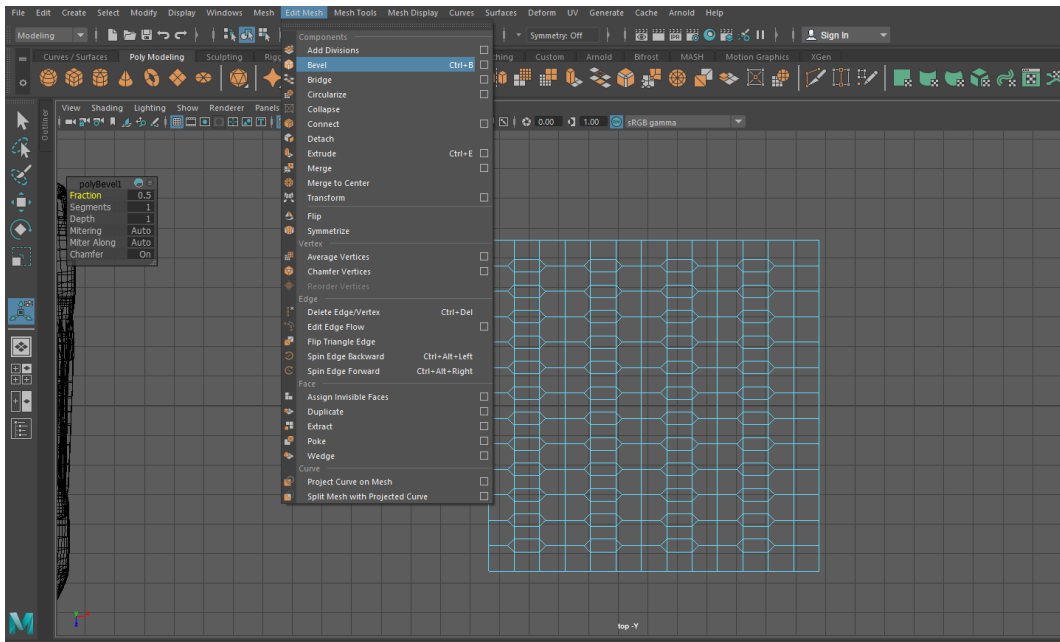 File Edit Create Select Modify Display Windows Mesh Edit Mesh Mesh Tools Mesh Display Curves Surfaces Deform UV Generate Cache Arnold Help
Modeling Symmetry: Off Sign In
Curves / Surfaces Poly Modeling Sculpting Custom Arnold Bifrost MASH Motion Graphics XGen
View Shading Lighting Show Renderer Panels
0.00 1.00 sRGB gamma
Outliner
polyBevel1
Fraction 0.5
Segments 1
Depth 1
Mitering Auto
Miter Along Auto
Chamfer On
Components
Add Divisions
Bevel Ctrl+B
Bridge
Circularize
Collapse
Connect
Detach
Extrude Ctrl+E
Merge
Merge to Center
Transform
Flip
Symmetrize
Vertex
Average Vertices
Chamfer Vertices
Reorder Vertices
Edge
Delete Edge/Vertex Ctrl+Del
Edit Edge Flow
Flip Triangle Edge
Spin Edge Backward Ctrl+Alt+Left
Spin Edge Forward Ctrl+Alt+Right
Face
Assign Invisible Faces
Duplicate
Extract
Poke
Wedge
Curve
Project Curve on Mesh
Split Mesh with Projected Curve
top -Y